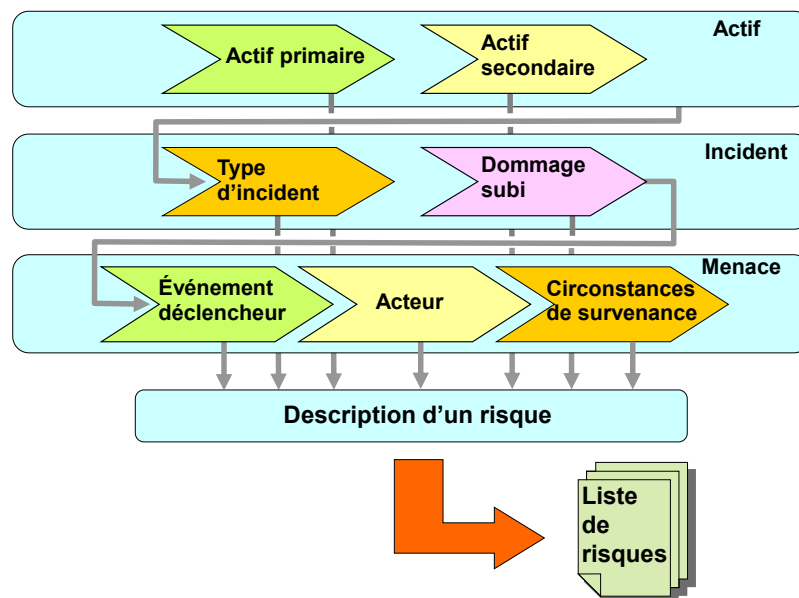 Actif
Actif primaire
Actif
secondaire
Incident
Type
d'incident
Dommage
subi
Menace
Événement
déclencheur
Acteur
Circonstances
de survenance
Description d'un risque
Liste
de
risques